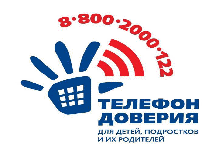 8-800-2000-122
ТЕЛЕФОН
ДОВЕРИЯ
ДЛЯ ДЕТЕЙ, ПОДРОСТКОВ
И ИХ РОДИТЕЛЕЙ